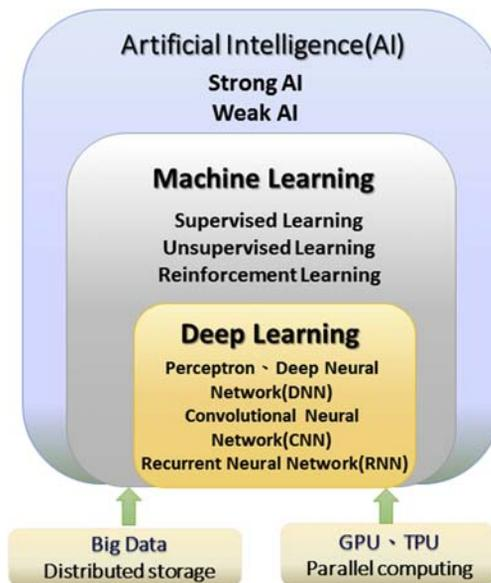 Artificial Intelligence(AI)
Strong AI
Weak AI
Machine Learning
Supervised Learning
Unsupervised Learning
Reinforcement Learning
Deep Learning
Perceptron、Deep Neural
Network(DNN)
Convolutional Neural
Network(CNN)
Recurrent Neural Network(RNN)
Big Data
Distributed storage
GPU、TPU
Parallel computing